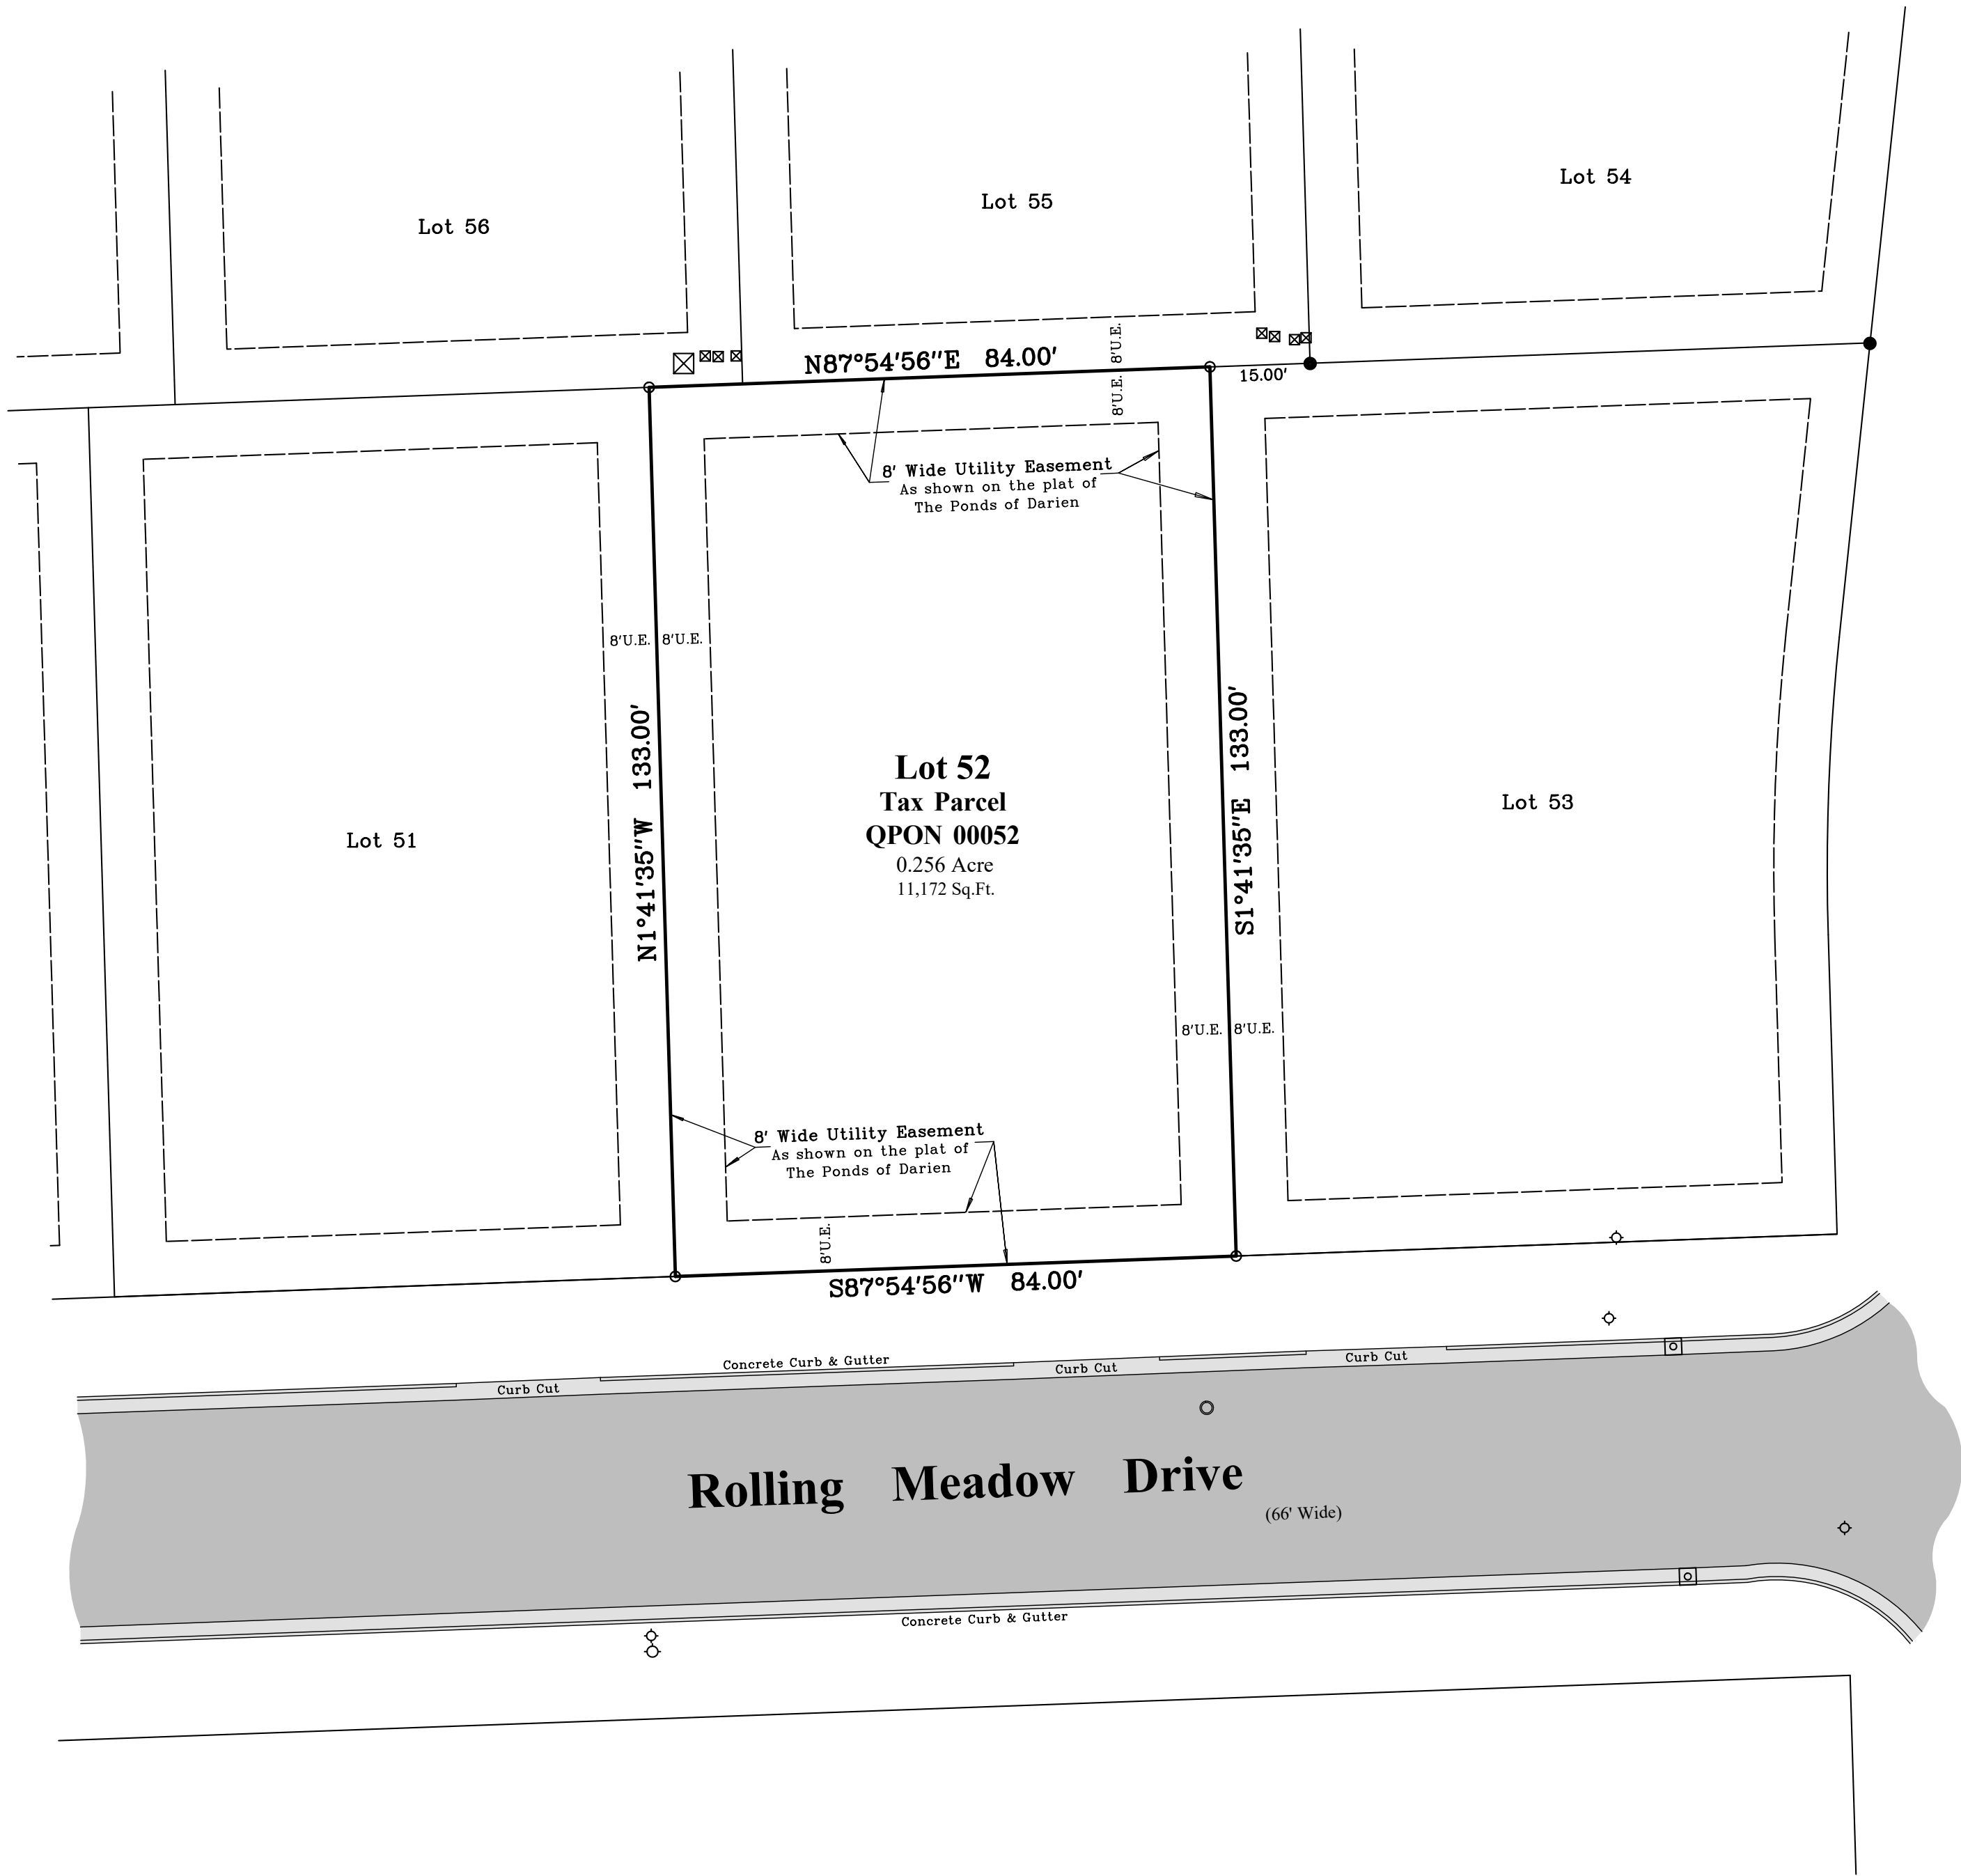 Lot 54
Lot 55
Lot 56
8'U.E.
N87°54'56"E 84.00'
15.00'
8'U.E.
8' Wide Utility Easement
As shown on the plat of
The Ponds of Darien
8'U.E. 8'U.E.
N1°41'35"W 133.00'
S1°41'35"E 133.00'
Lot 52
Tax Parcel
QPON 00052
0.256 Acre
11,172 Sq.Ft.
Lot 51
Lot 53
8'U.E. 8'U.E.
8' Wide Utility Easement
As shown on the plat of
The Ponds of Darien
8'U.E.
S87°54'56"W 84.00'
Concrete Curb & Gutter
Curb Cut
Curb Cut
Curb Cut
Rolling Meadow Drive
(66' Wide)
Concrete Curb & Gutter